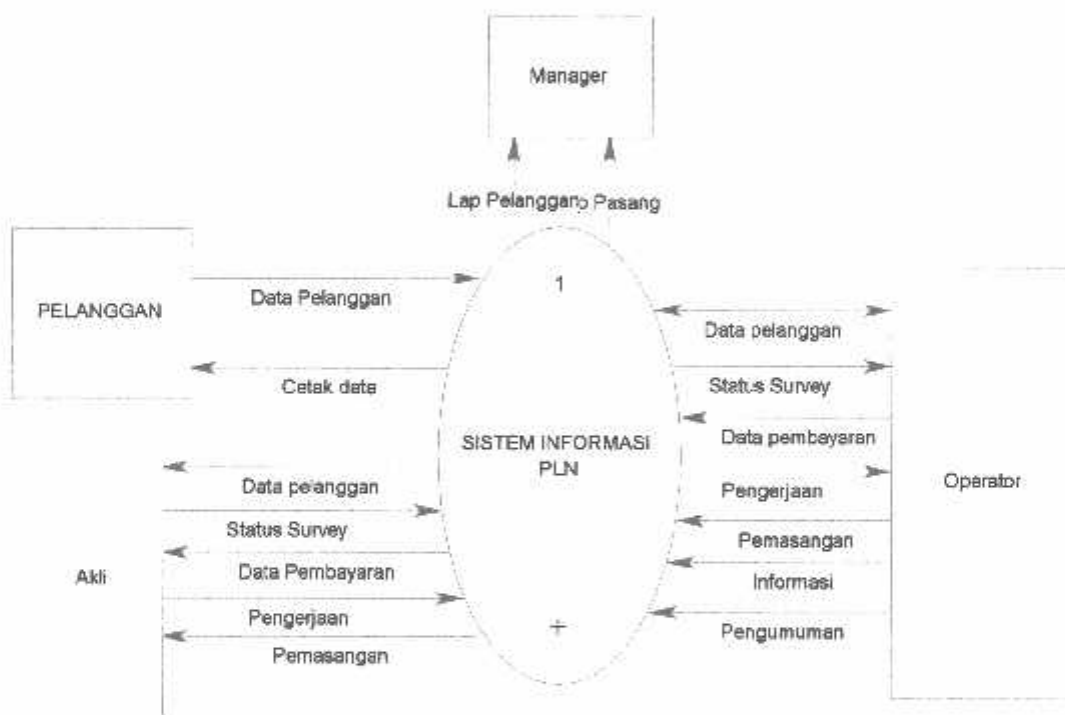 Manager
Lap Pelanggan
Pasang
PELANGGAN
Data Pelanggan
Cetak data
1
SISTEM INFORMASI
PLN
+
Data pelanggan
Status Survey
Data pembayaran
Pengerjaan
Pemasangan
Informasi
Pengumuman
Operator
Akli
Data pelanggan
Status Survey
Data Pembayaran
Pengerjaan
Pemasangan